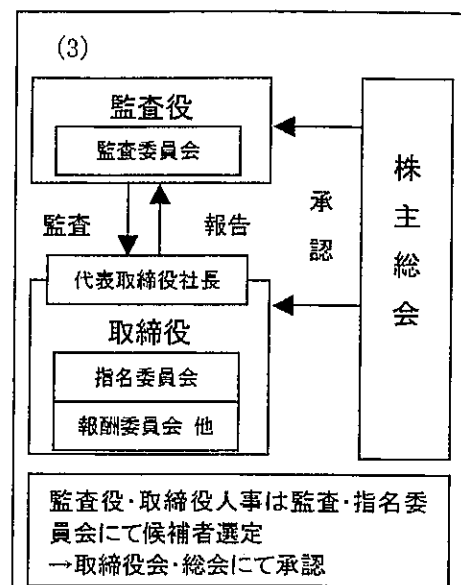 (3)
監査役
監査委員会
監査
報告
承認
株主総会
代表取締役社長
取締役
指名委員会
報酬委員会 他
監査役・取締役人事は監査・指名委
員会にて候補者選定
→取締役会・総会にて承認